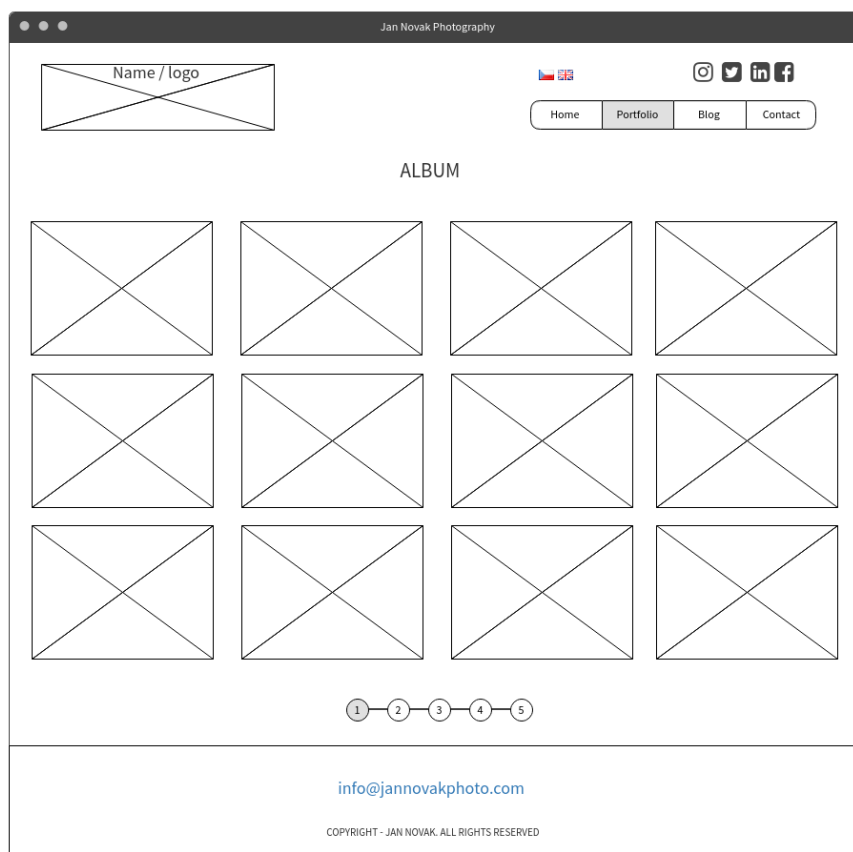 Jan Novak Photography
Name / logo
Home Portfolio Blog Contact
ALBUM
1 2 3 4 5
info@jannovakphoto.com
COPYRIGHT - JAN NOVAK. ALL RIGHTS RESERVED